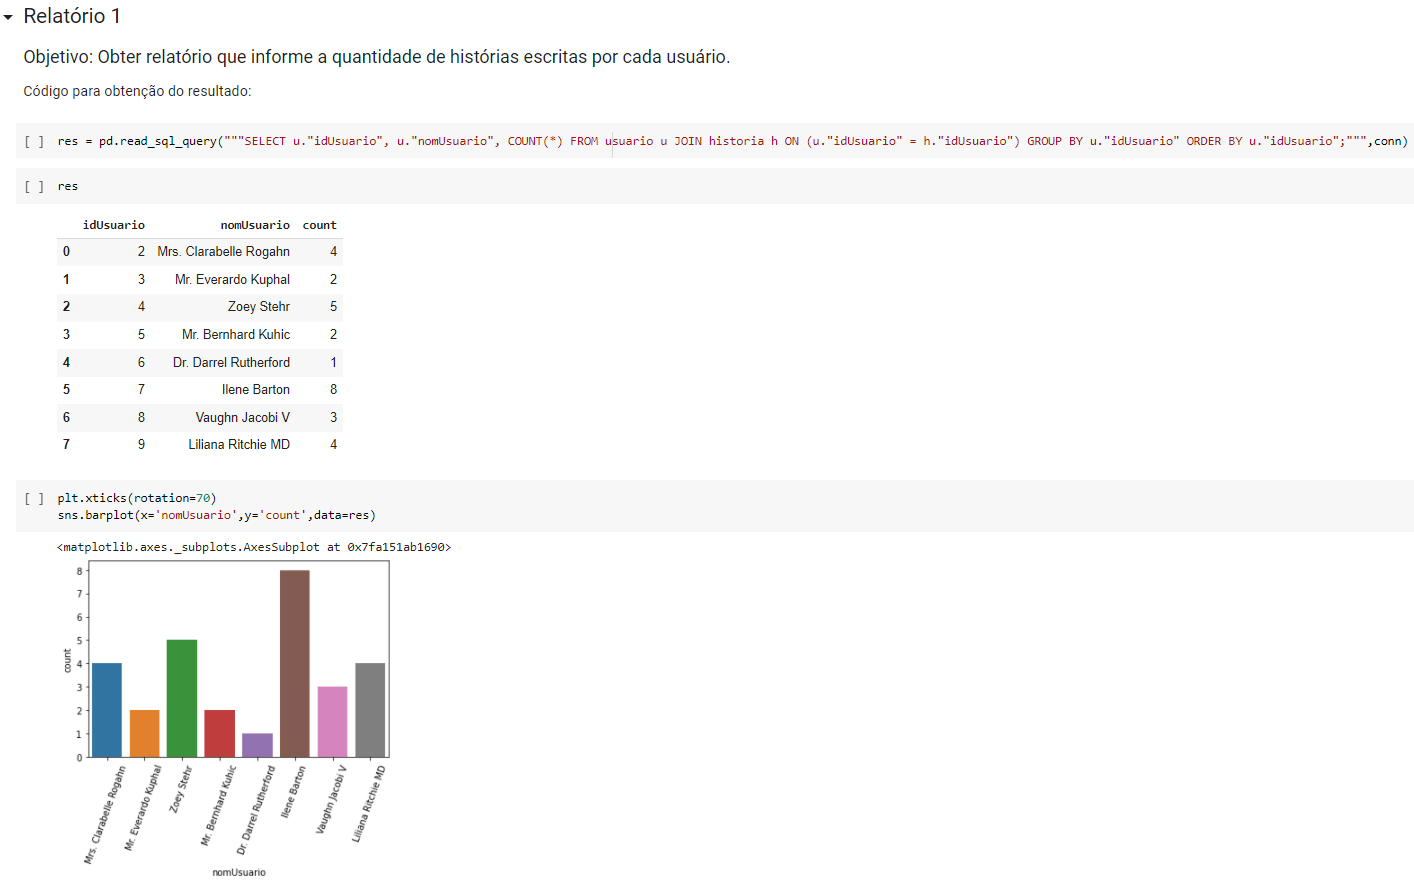 Relatório 1
Objetivo: Obter relatório que informe a quantidade de histórias escritas por cada usuário.
Código para obtenção do resultado:
[ ] res = pd.read_sql_query("""SELECT u."idUsuario", u."nomUsuario", COUNT(*) FROM usuario u JOIN historia h ON (u."idUsuario" = h."idUsuario") GROUP BY u."idUsuario" ORDER BY u."idUsuario";""",conn)
[ ] res
idUsuario nomUsuario count
0 2 Mrs. Clarabelle Rogahn 4
1 3 Mr. Everardo Kuphal 2
2 4 Zoey Stehr 5
3 5 Mr. Bernhard Kuhic 2
4 6 Dr. Darrel Rutherford 1
5 7 Ilene Barton 8
6 8 Vaughn Jacobi V 3
7 9 Liliana Ritchie MD 4
[ ] plt.xticks(rotation=70)
sns.barplot(x='nomUsuario',y='count',data=res)
<matplotlib.axes._subplots.AxesSubplot at 0x7fa151ab1690>
8
7
6
5
4
3
2
1
0
count
Mrs. Clarabelle Rogahn
Mr. Everardo Kuphal
Zoey Stehr
Mr. Bernhard Kuhic
Dr. Darrel Rutherford
Ilene Barton
Vaughn Jacobi V
Liliana Ritchie MD
nomUsuario